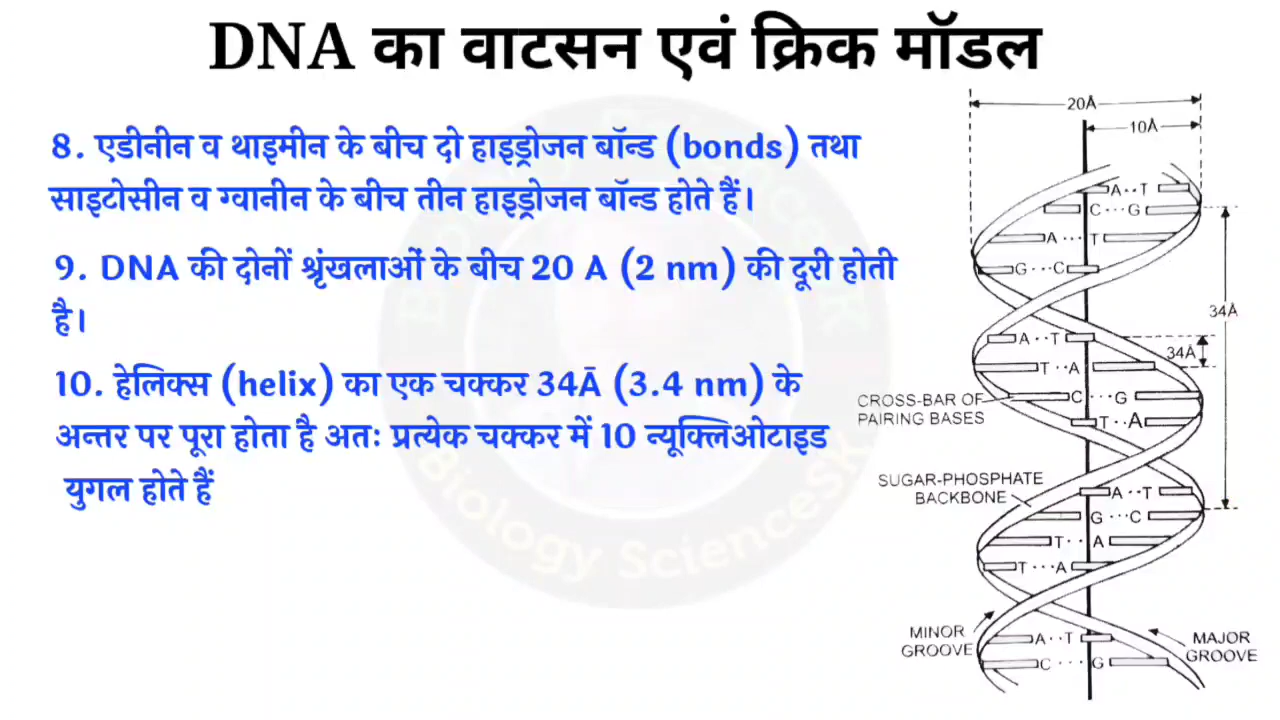 DNA का वाटसन एवं क्रिक मॉडल
8. एडीनीन व थाइमीन के बीच दो हाइड्रोजन बॉन्ड (bonds) तथा
साइटोसीन व ग्वानीन के बीच तीन हाइड्रोजन बॉन्ड होते हैं।
9. DNA की दोनों श्रृंखलाओं के बीच 20 A (2 nm) की दूरी होती
है।
10. हेलिक्स (helix) का एक चक्कर 34Ā (3.4 nm) के
अन्तर पर पूरा होता है अतः प्रत्येक चक्कर में 10 न्यूक्लिओटाइड
युगल होते हैं
20Å
10Å
A··T
C···G
A···T
G···C
34Å
A··T
34Å
T··A
CROSS-BAR OF
PAIRING BASES
C···G
T··A
SUGAR-PHOSPHATE
BACKBONE
A··T
G···C
T··A
T···A
MINOR
GROOVE
A··T
C····G
MAJOR
GROOVE
Biology ScienceSK